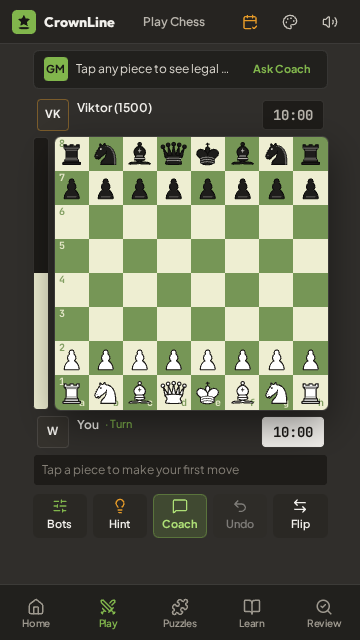 CrownLine Play Chess
GM Tap any piece to see legal ... Ask Coach
VK Viktor (1500) 10:00
8
7
6
5
4
3
2
1
a d e g h
W You · Turn 10:00
Tap a piece to make your first move
Bots Hint Coach Undo Flip
Home Play Puzzles Learn Review